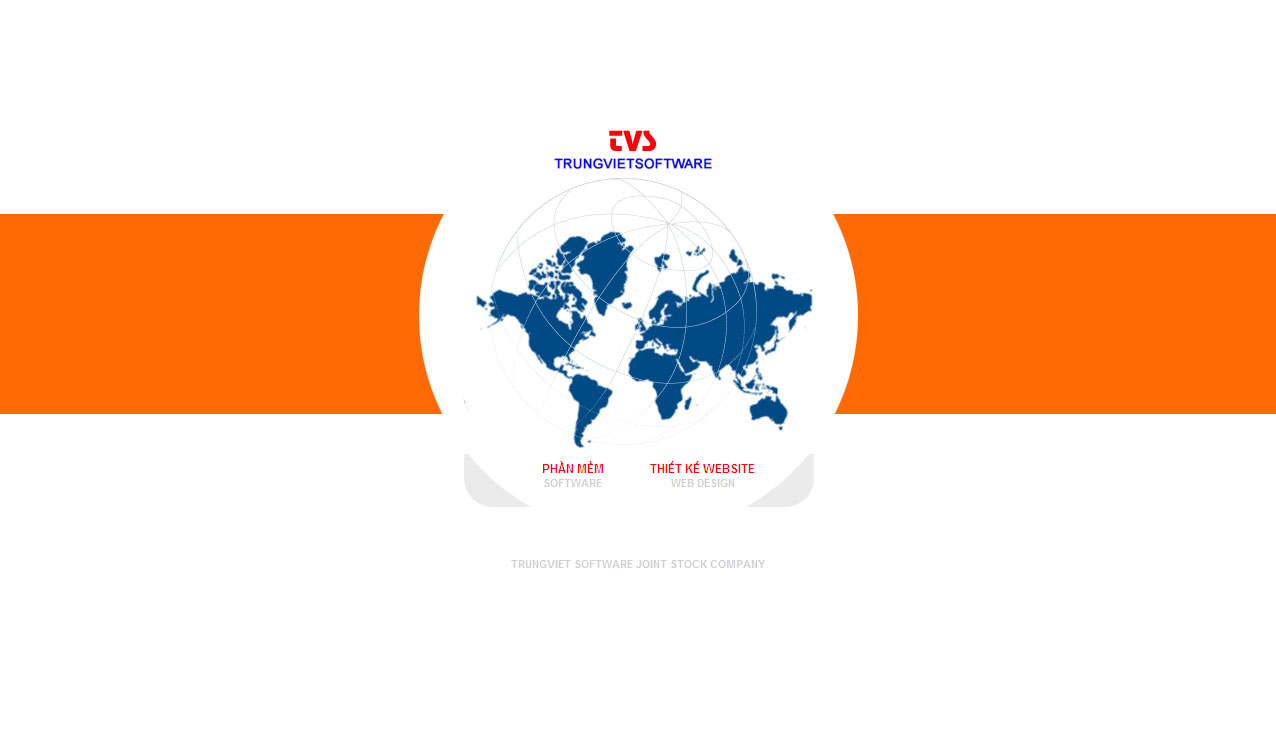 TVS
TRUNGVIETSOFTWARE
PHẦN MỀM
THIẾT KẾ WEBSITE
SOFTWARE
WEB DESIGN
TRUNGVIET SOFTWARE JOINT STOCK COMPANY